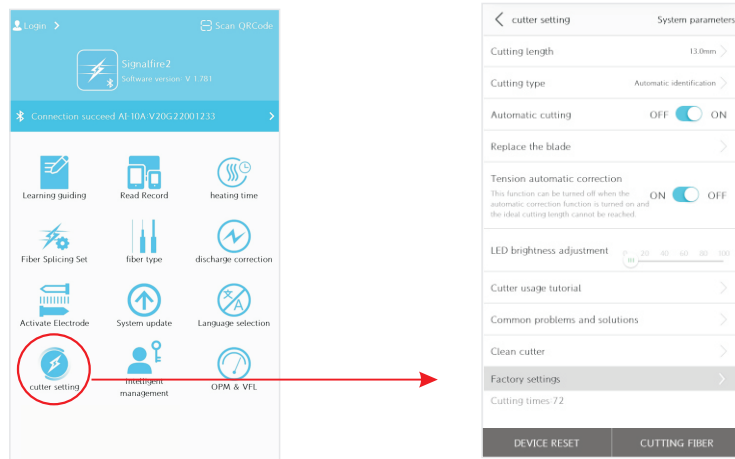 Login >
Scan QRCode
Signalfire2
Software version: V 1.781
Connection succeed AI-10A-V20G22001233 >
Learning guiding
Read Record
heating time
Fiber Splicing Set
fiber type
discharge correction
Activate Electrode
System update
Language selection
cutter setting
Intelligent
management
OPM & VFL
cutter setting
System parameters
Cutting length
13.0mm
Cutting type
Automatic identification
Automatic cutting
OFF
ON
Replace the blade
Tension automatic correction
This function can be turned off when the
automatic correction function is turned on and
the ideal cutting length cannot be reached.
ON
OFF
LED brightness adjustment
20 40 60 80 100
Cutter usage tutorial
Common problems and solutions
Clean cutter
Factory settings
Cutting times 72
DEVICE RESET
CUTTING FIBER